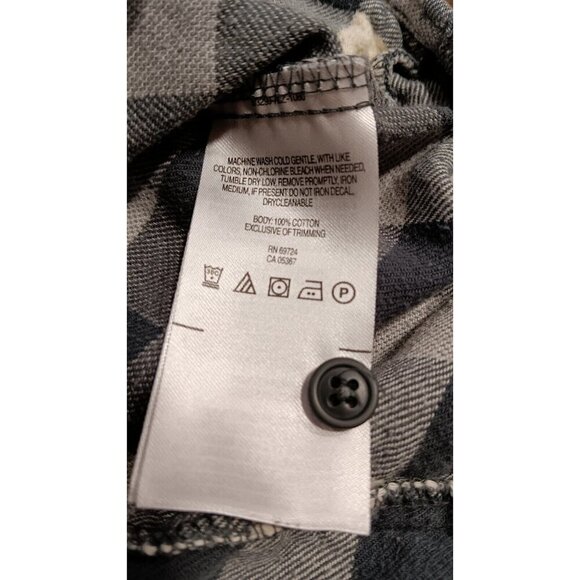 MACHINE WASH COLD GENTLE, WITH LIKE
COLORS, NON-CHLORINE BLEACH WHEN NEEDED,
TUMBLE DRY LOW, REMOVE PROMPTLY. IRON
MEDIUM, IF PRESENT DO NOT IRON DECAL,
DRYCLEANABLE
BODY: 100% COTTON
EXCLUSIVE OF TRIMMING
RN 69724
CA 05367
30C
P